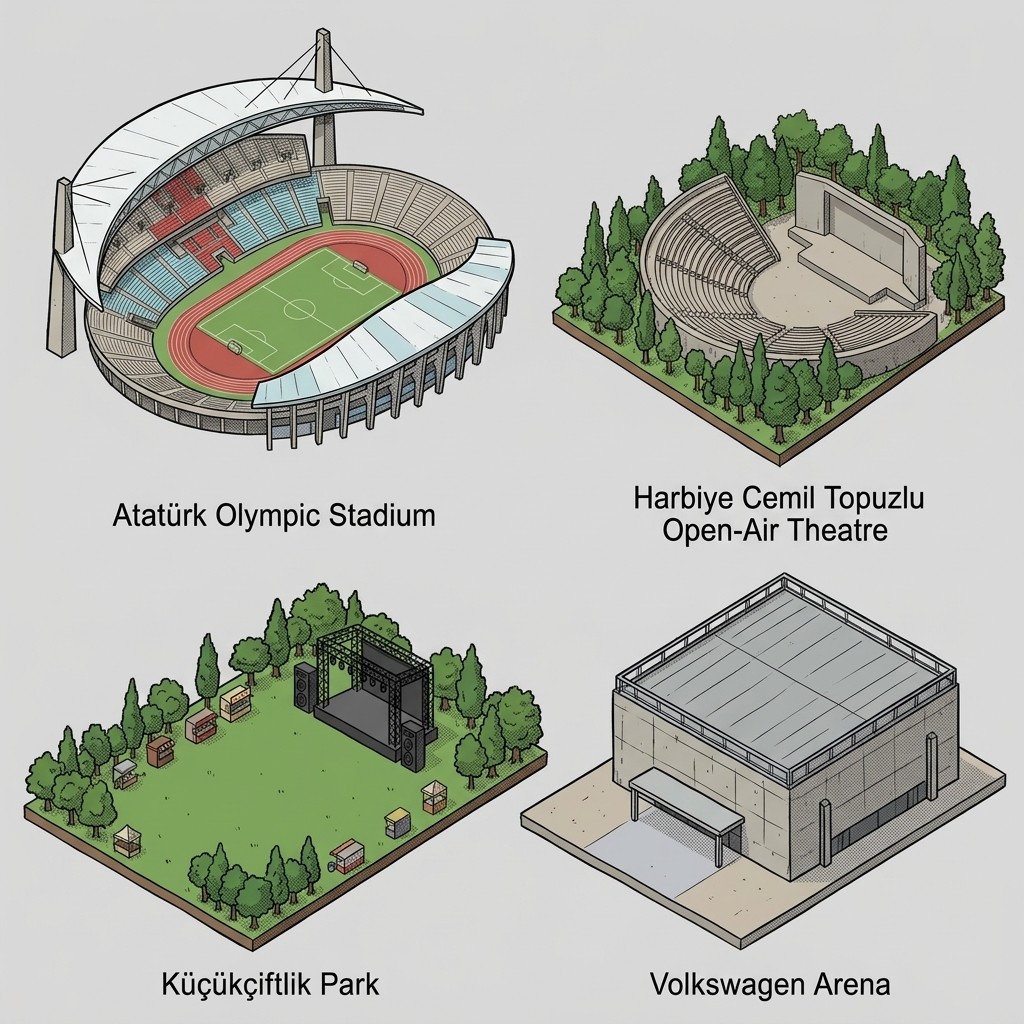 Atatürk Olympic Stadium
Harbiye Cemil Topuzlu
Open-Air Theatre
Küçükçiftlik Park
Volkswagen Arena